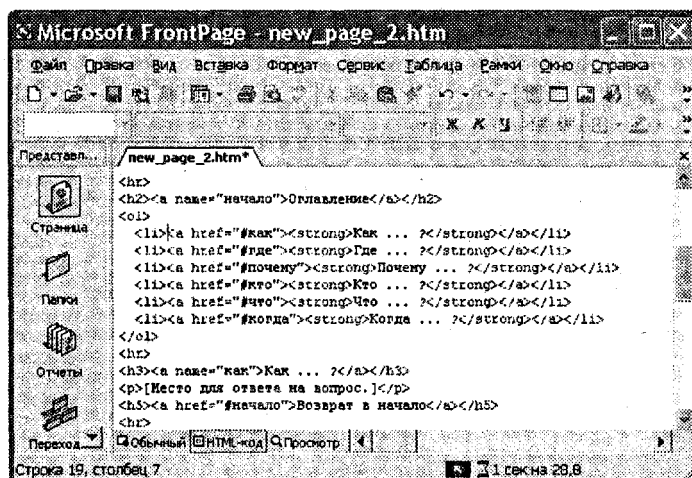 Microsoft FrontPage - new_page_2.htm
Файл Правка Вид Вставка Формат Сервис Таблица Рамки Окно Справка
Ж К Ч
Представл... new_page_2.htm*
<hr>
<h2><a name="начало">Оглавление</a></h2>
<ol>
<li><a href="#как"><strong>Как ... ?</strong></a></li>
<li><a href="#где"><strong>Где ... ?</strong></a></li>
<li><a href="#почему"><strong>Почему ... ?</strong></a></li>
<li><a href="#кто"><strong>Кто ... ?</strong></a></li>
<li><a href="#что"><strong>Что ... ?</strong></a></li>
<li><a href="#когда"><strong>Когда ... ?</strong></a></li>
</ol>
<hr>
<h3><a name="как">Как ... ?</a></h3>
<p>[Место для ответа на вопрос.]</p>
<h5><a href="#начало">Возврат в начало</a></h5>
<hr>
Страница
Папки
Отчеты
Переход...
Обычный HTML-код Просмотр
Строка 19, столбец 7 1 сек на 28,8